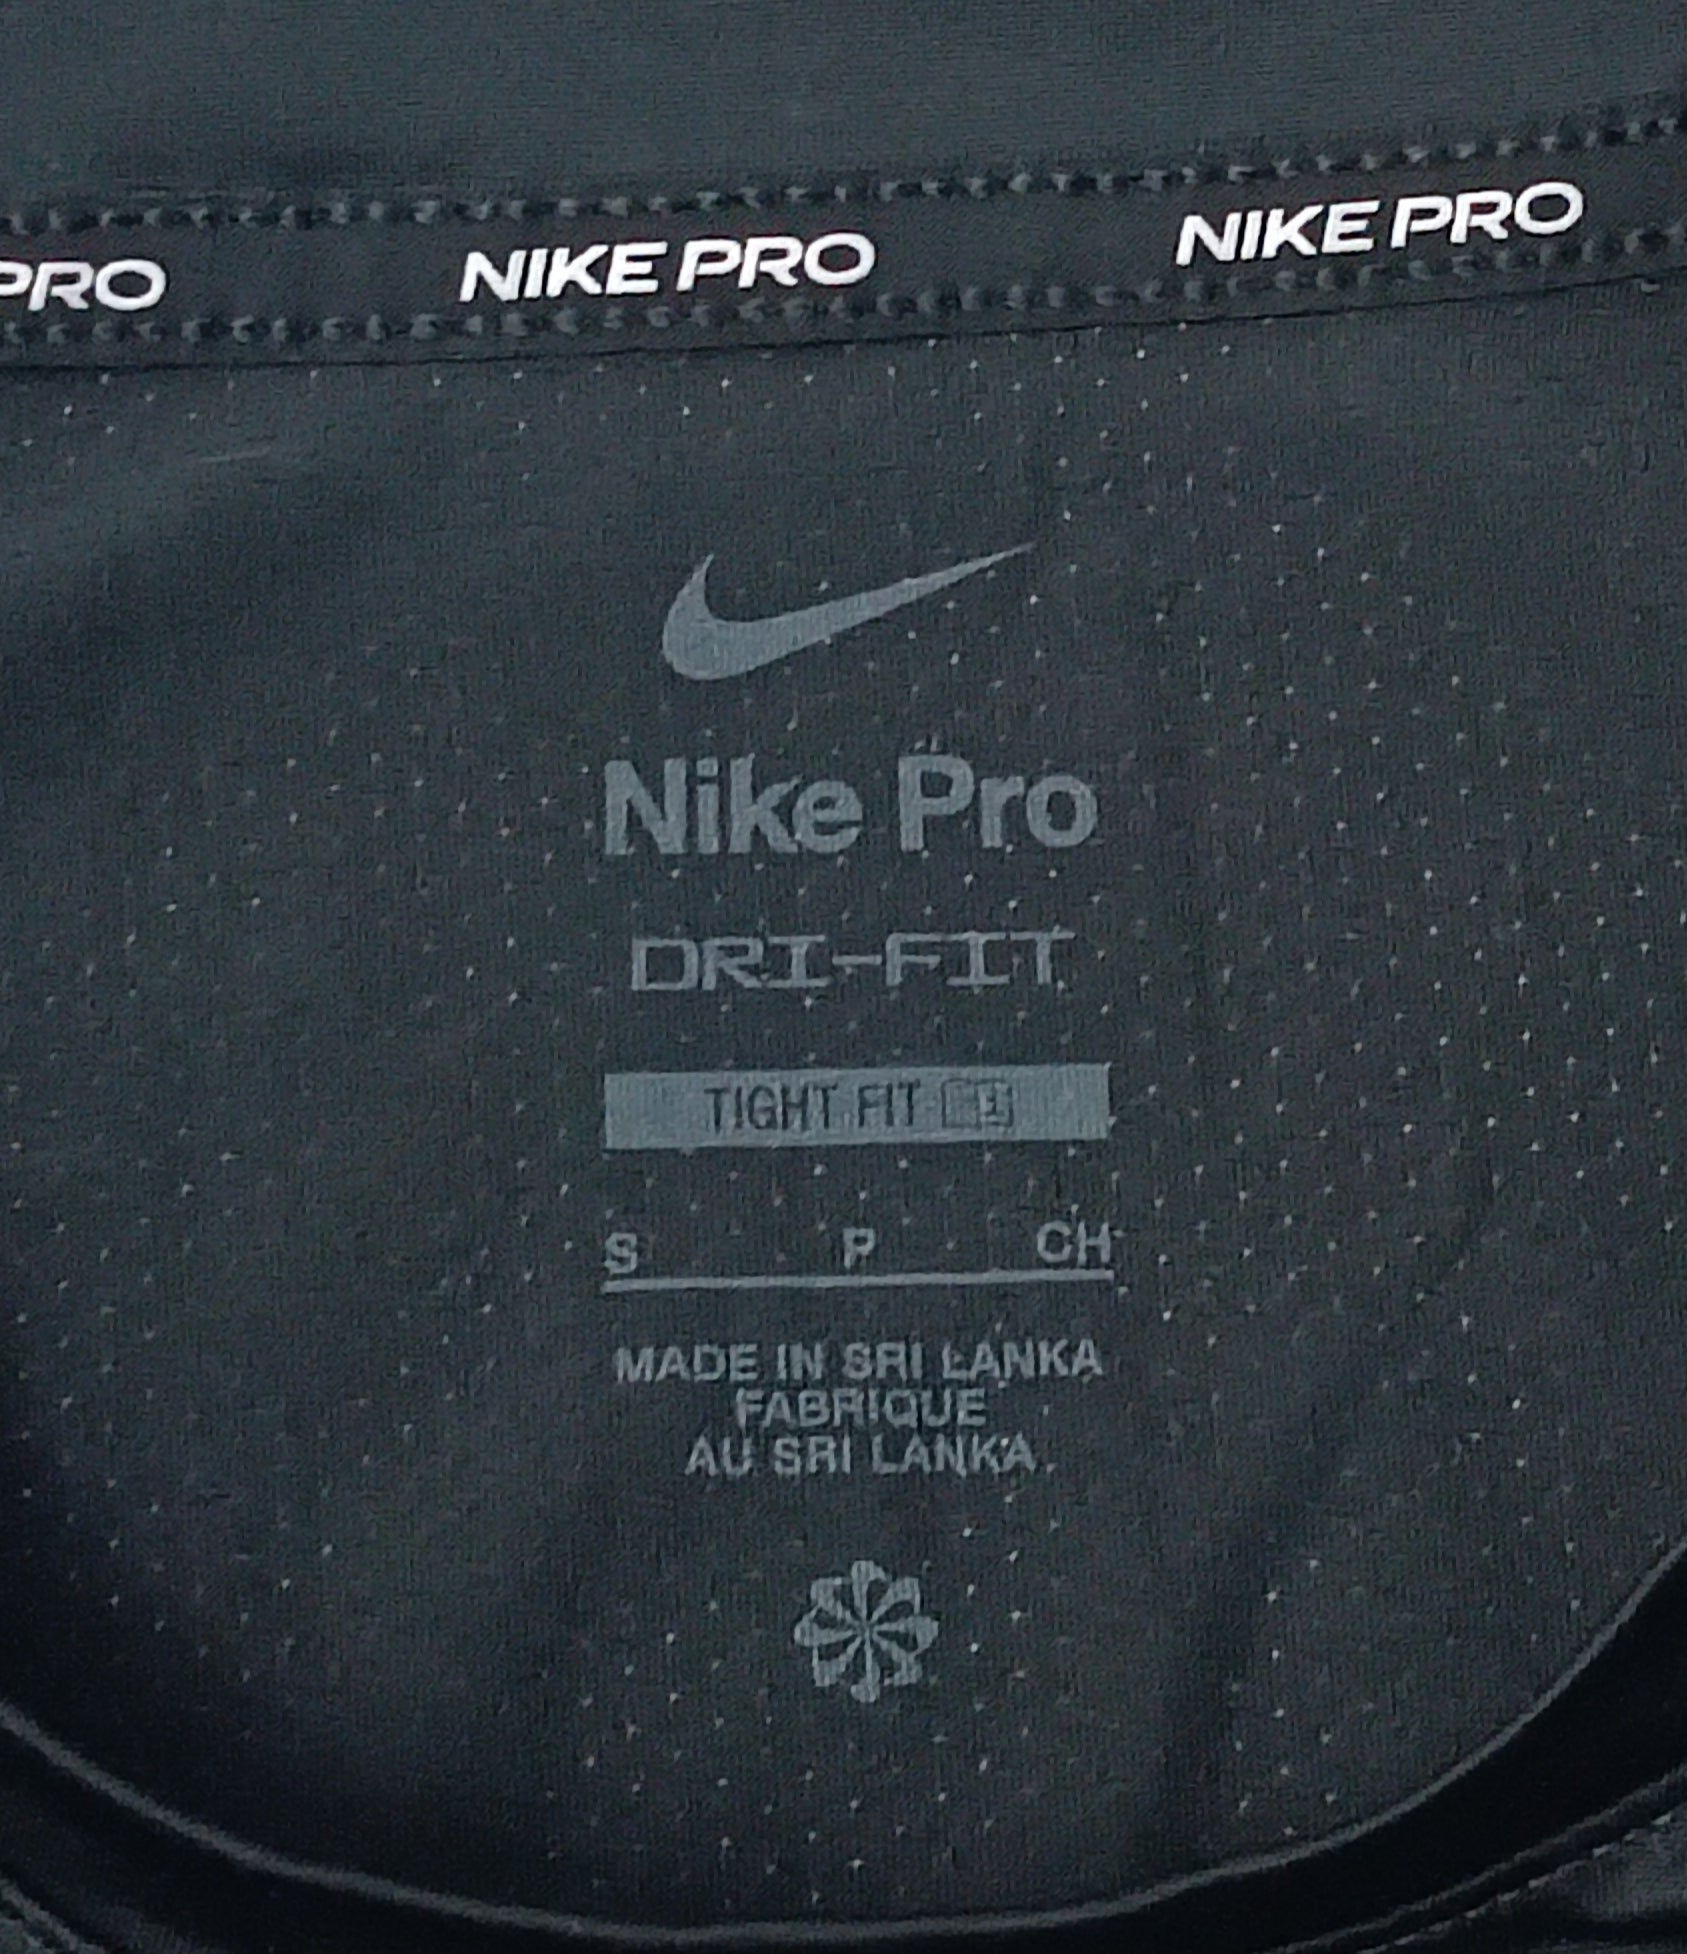 PRO NIKE PRO NIKE PRO
Nike Pro
DRI-FIT
TIGHT FIT
S P CH
MADE IN SRI LANKA
FABRIQUE
AU SRI LANKA